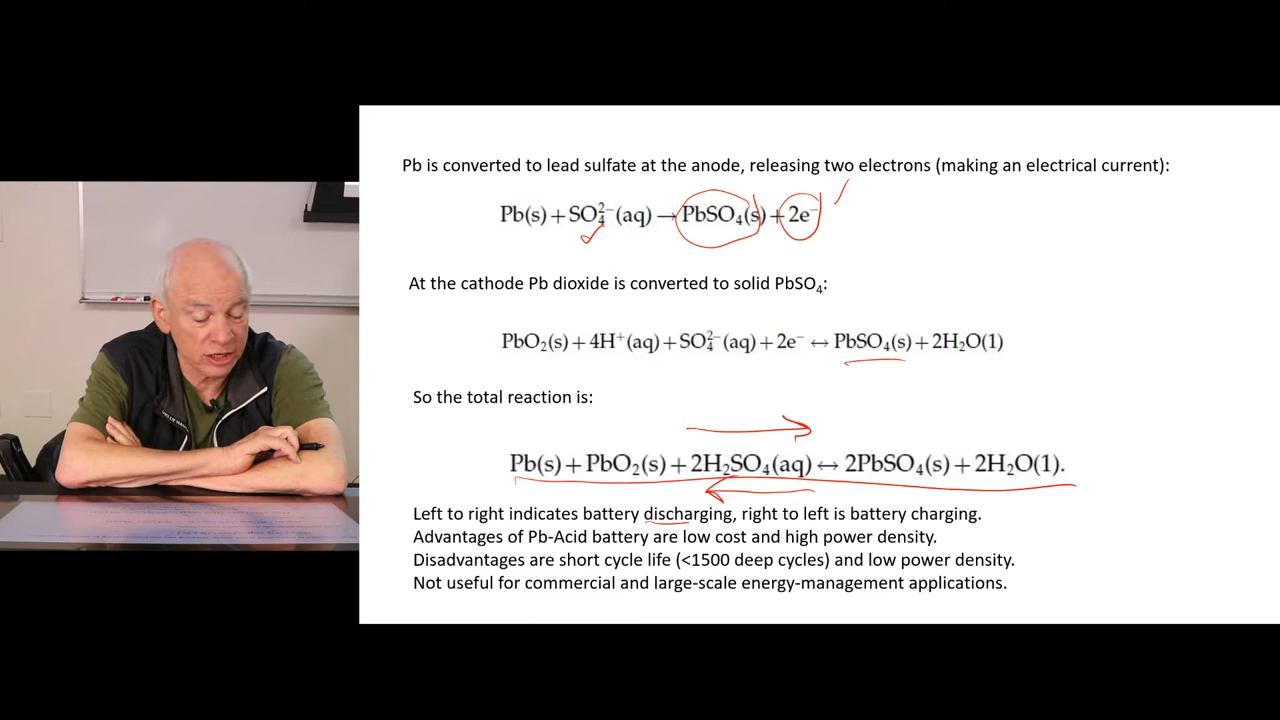 Pb is converted to lead sulfate at the anode, releasing two electrons (making an electrical current):
Pb(s) + SO₄²⁻(aq) → PbSO₄(s) + 2e⁻
At the cathode Pb dioxide is converted to solid PbSO₄:
PbO₂(s) + 4H⁺(aq) + SO₄²⁻(aq) + 2e⁻ ↔ PbSO₄(s) + 2H₂O(1)
So the total reaction is:
Pb(s) + PbO₂(s) + 2H₂SO₄(aq) ↔ 2PbSO₄(s) + 2H₂O(1).
Left to right indicates battery discharging, right to left is battery charging.
Advantages of Pb-Acid battery are low cost and high power density.
Disadvantages are short cycle life (<1500 deep cycles) and low power density.
Not useful for commercial and large-scale energy-management applications.